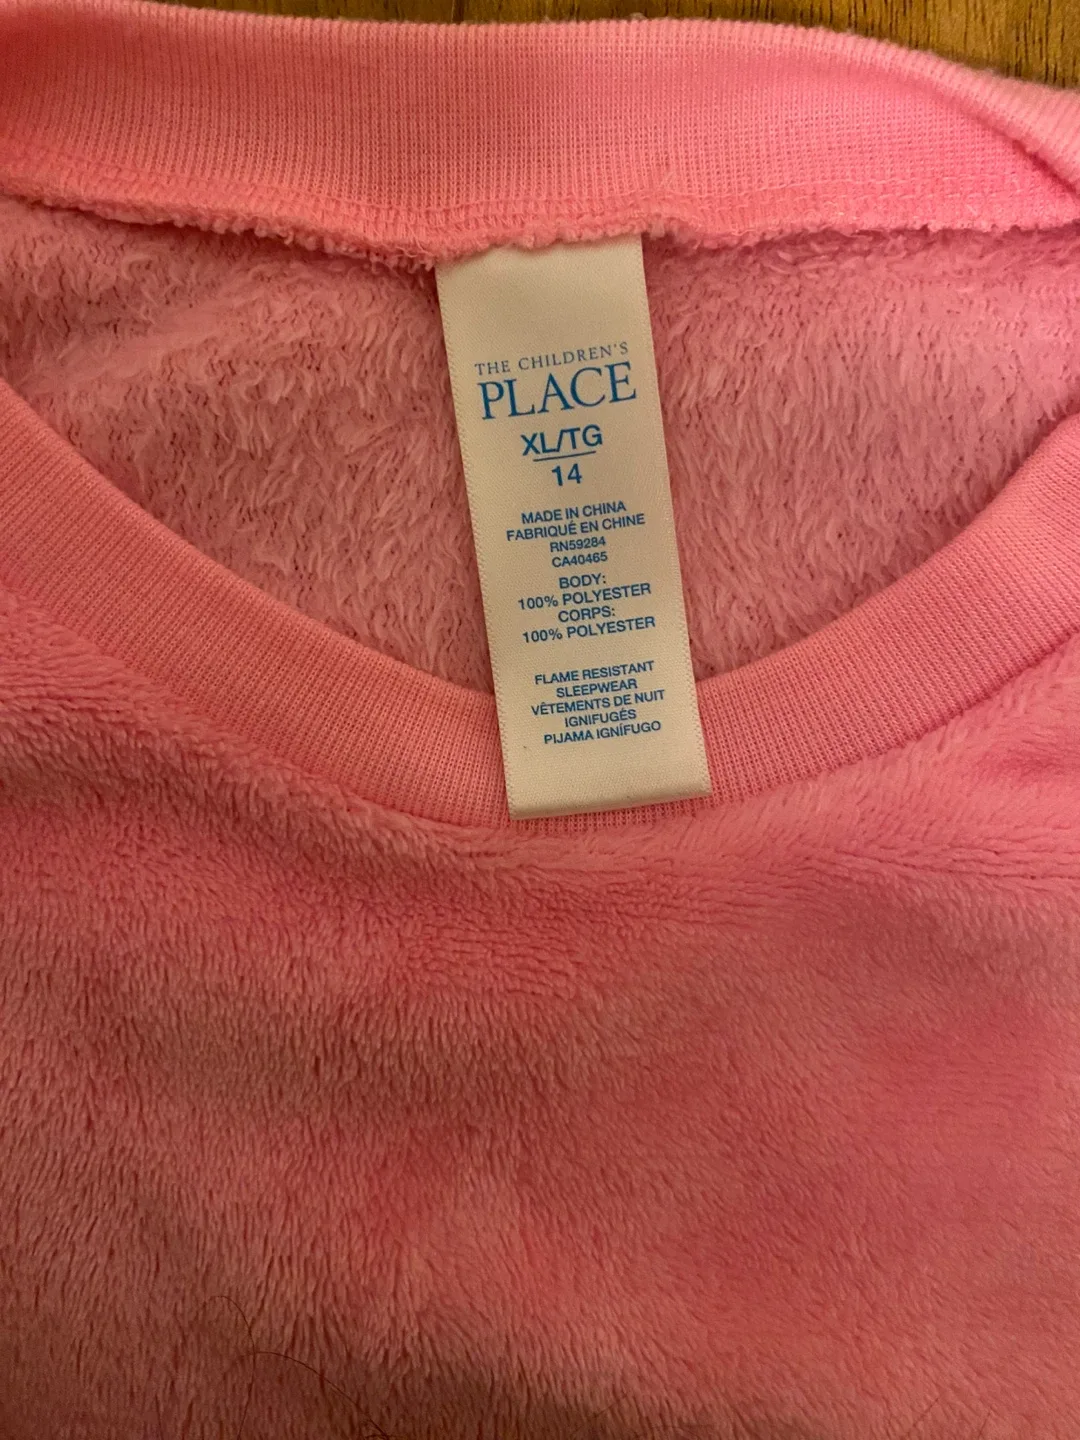 THE CHILDREN'S
PLACE
XL/TG
14
MADE IN CHINA
FABRIQUÉ EN CHINE
RN59284
CA40465
BODY:
100% POLYESTER
CORPS:
100% POLYESTER
FLAME RESISTANT
SLEEPWEAR
VÊTEMENTS DE NUIT
IGNIFUGÉS
PIJAMA IGNÍFUGO